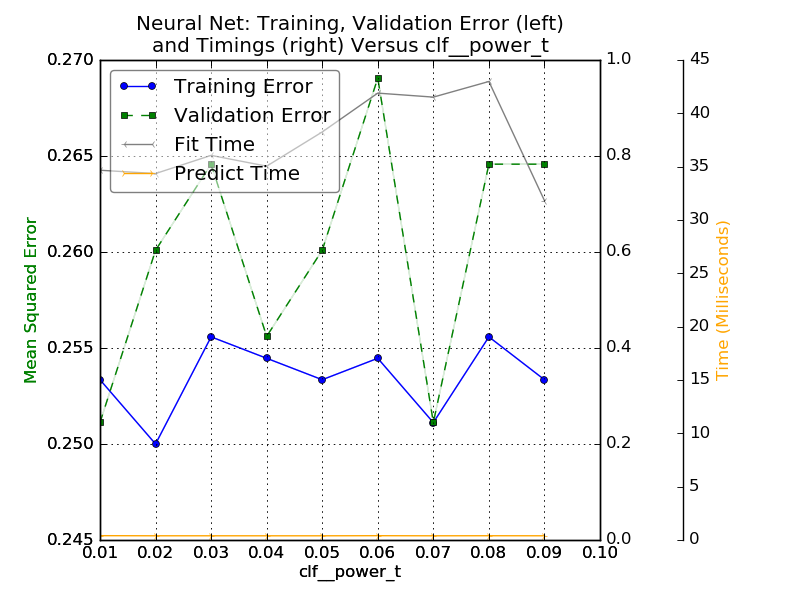 Neural Net: Training, Validation Error (left)
and Timings (right) Versus clf__power_t
Training Error
Validation Error
Fit Time
Predict Time
Mean Squared Error
0.270
0.265
0.260
0.255
0.250
0.245
0.01 0.02 0.03 0.04 0.05 0.06 0.07 0.08 0.09 0.10
clf__power_t
1.0
0.8
0.6
0.4
0.2
0.0
45
40
35
30
25
20
15
10
5
0
Time (Milliseconds)